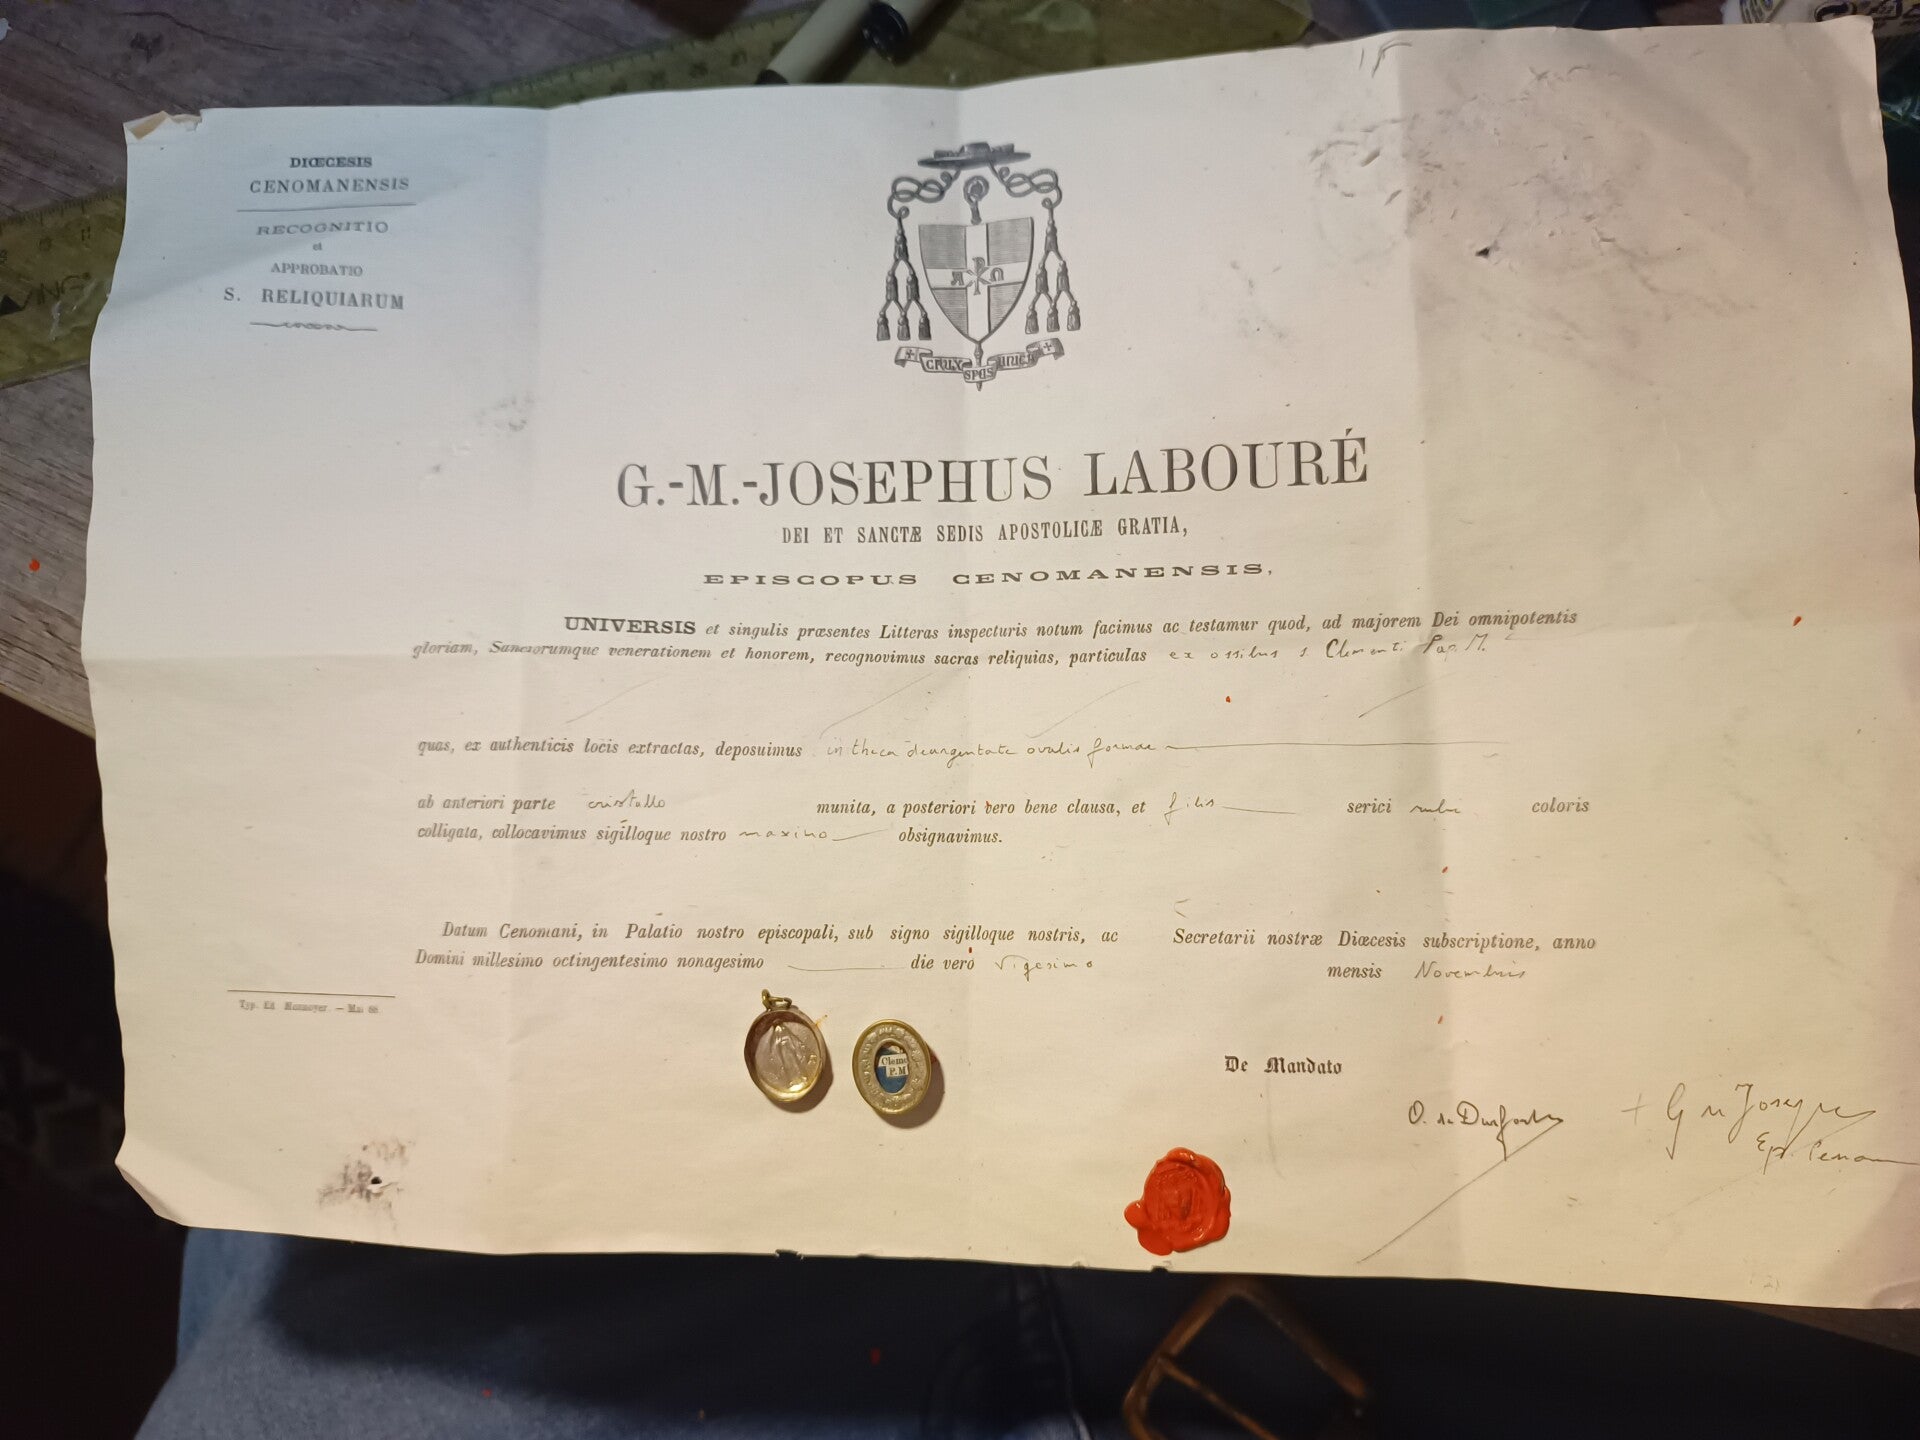 DIŒCESIS
CENOMANENSIS
RECOGNITIO
et
APPROBATIO
S. RELIQUIARUM
CRUX SPES UNICA
G.-M.-JOSEPHUS LABOURÉ
DEI ET SANCTÆ SEDIS APOSTOLICÆ GRATIA,
EPISCOPUS CENOMANENSIS,
UNIVERSIS et singulis præsentes Litteras inspecturis notum facimus ac testamur quod, ad majorem Dei omnipotentis
gloriam, Sanctorumque venerationem et honorem, recognovimus sacras reliquias, particulas ex ossibus s. Clementi Pap. M.
quas, ex authenticis locis extractas, deposuimus in theca deargentata ovalis formae
ab anteriori parte cristallo munita, a posteriori vero bene clausa, et filis serici rubri coloris
colligata, collocavimus sigilloque nostro obsignavimus.
Datum Cenomani, in Palatio nostro episcopali, sub signo sigilloque nostris, ac Secretarii nostræ Diœcesis subscriptione, anno
Domini millesimo octingentesimo nonagesimo die vero vigesimo mensis Novembris
Typ. Ed. Monnoyer. — Mai 88
Cleme
P.M
De Mandato
+ G M Joseph
Ep. Cenom